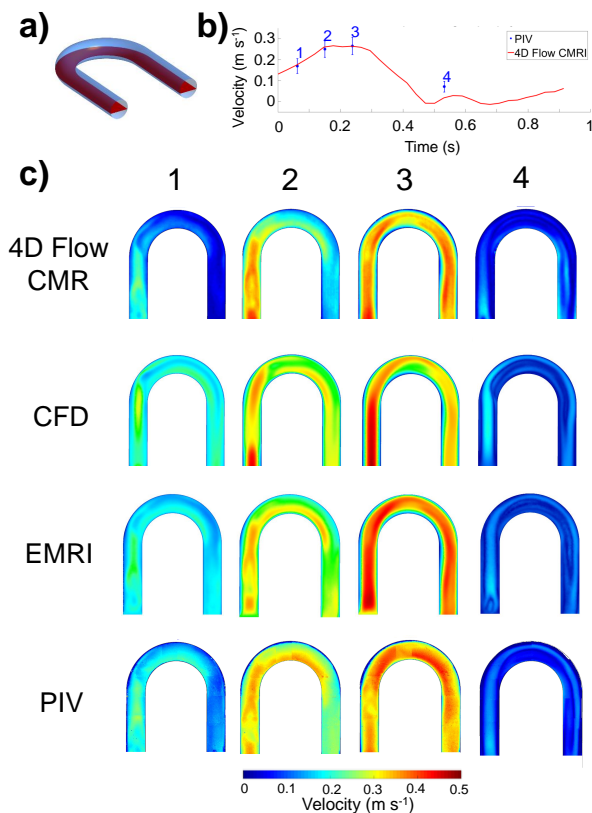 a)
b)
0.3
0.2
0.1
0
Velocity (m s⁻¹)
1
2
3
4
PIV
4D Flow CMRI
0
0.2
0.4
0.6
0.8
1
Time (s)
c)
1
2
3
4
4D Flow
CMR
CFD
EMRI
PIV
0
0.1
0.2
0.3
0.4
0.5
Velocity (m s⁻¹)